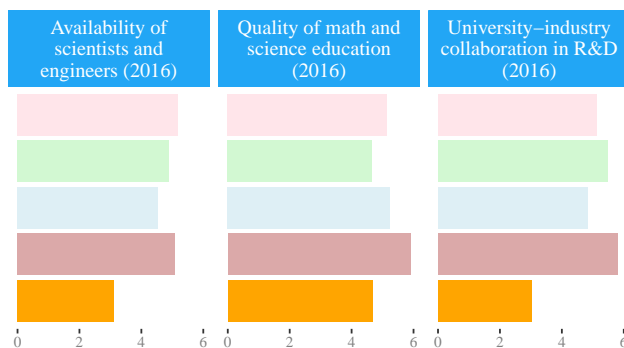 Availability of
scientists and
engineers (2016)
Quality of math and
science education
(2016)
University−industry
collaboration in R&D
(2016)
0 2 4 6
0 2 4 6
0 2 4 6